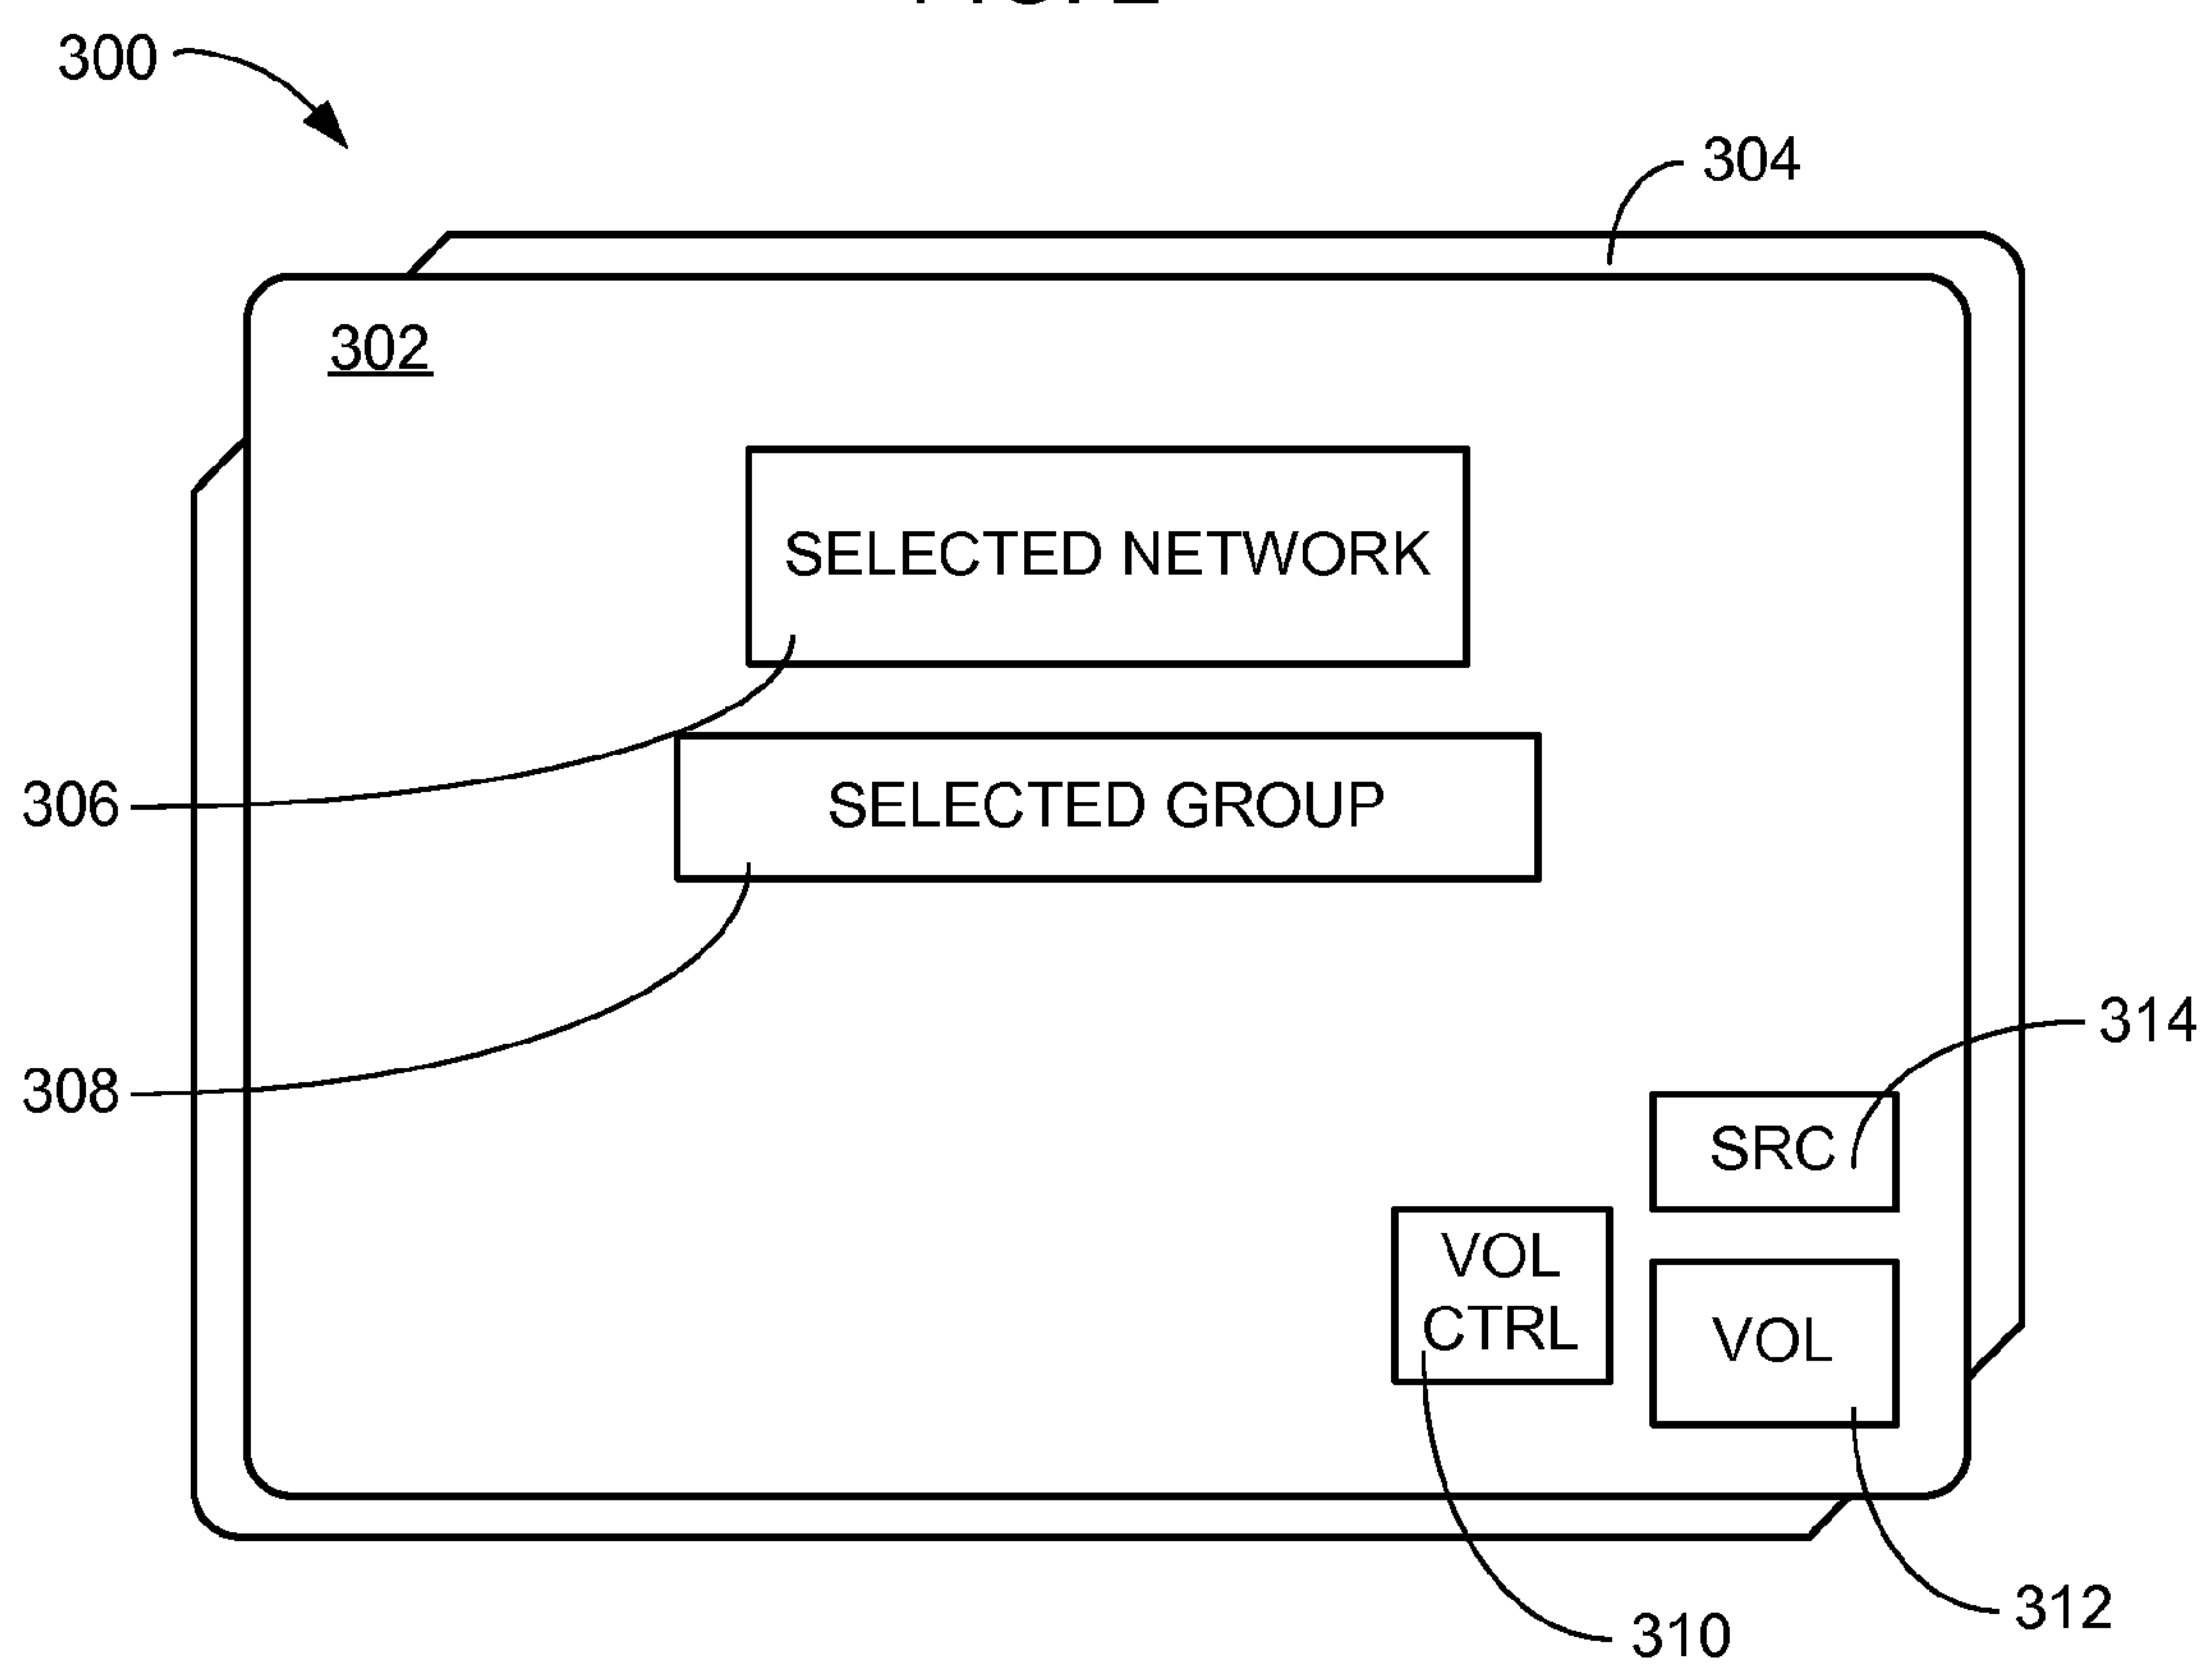 300
304
302
SELECTED NETWORK
306
SELECTED GROUP
308
314
SRC
VOL
CTRL
VOL
312
310